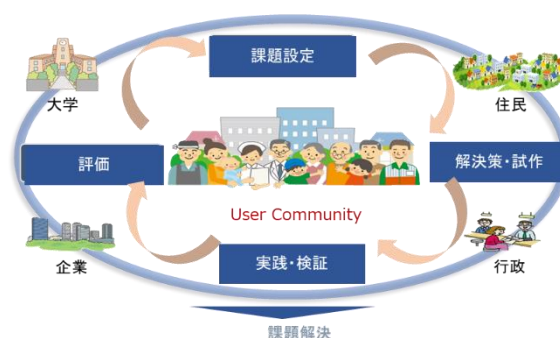 課題設定
大学
住民
評価
解決策・試作
User Community
企業
実践・検証
行政
課題解決